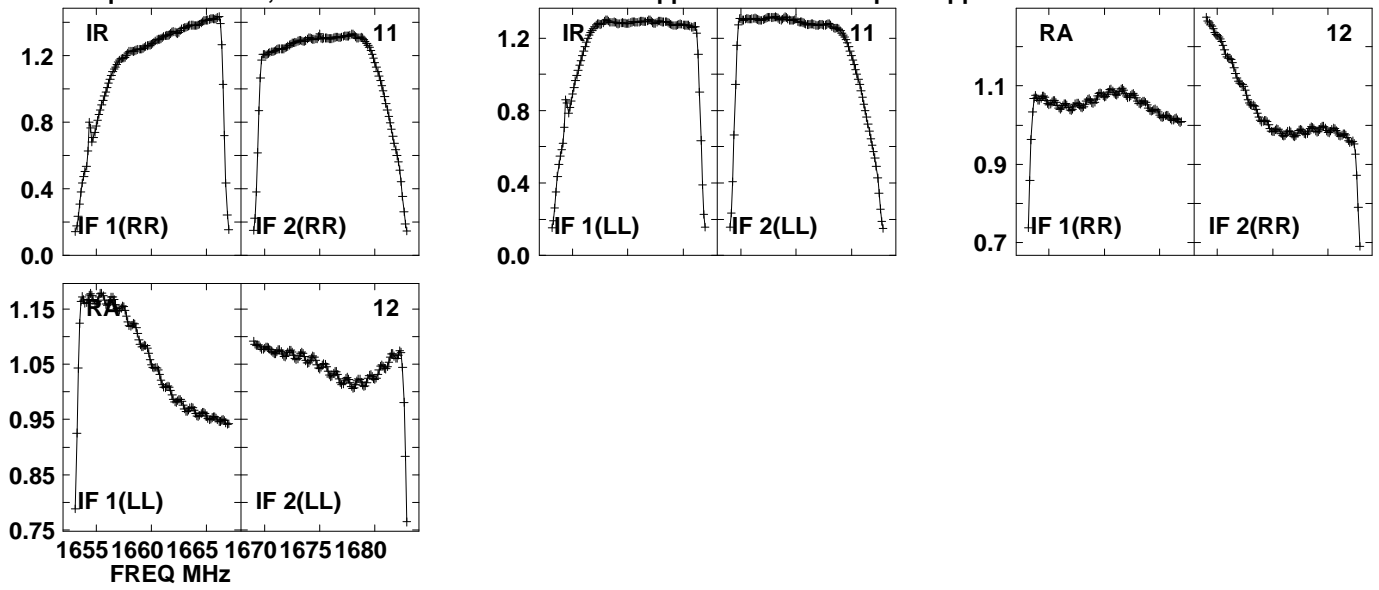 IR 11
1.2
0.8
0.4
0.0
IF 1(RR) IF 2(RR)
IR 11
1.2
0.8
0.4
0.0
IF 1(LL) IF 2(LL)
RA 12
1.1
0.9
0.7
IF 1(RR) IF 2(RR)
RA 12
1.15
1.05
0.95
0.85
0.75
IF 1(LL) IF 2(LL)
1655 1660 1665 1670 1675 1680
FREQ MHz